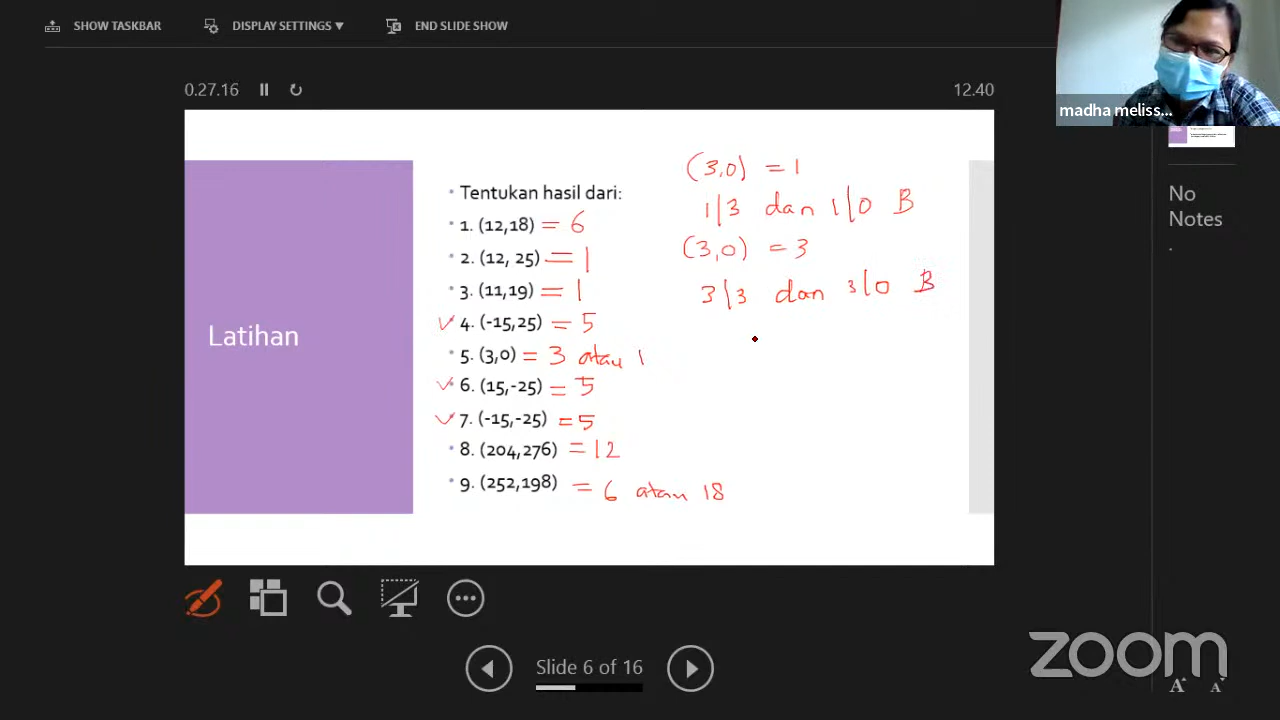 SHOW TASKBAR
DISPLAY SETTINGS ▼
END SLIDE SHOW
madha meliss...
0.27.16
12.40
No
Notes
.
Latihan
• Tentukan hasil dari:
• 1. (12,18) = 6
• 2. (12, 25) = 1
• 3. (11,19) = 1
✓ 4. (-15,25) = 5
• 5. (3,0) = 3 atau 1
✓• 6. (15,-25) = 5
✓• 7. (-15,-25) = 5
• 8. (204,276) = 12
• 9. (252,198) = 6 atau 18
(3,0) = 1
1|3 dan 1|0 B
(3,0) = 3
3|3 dan 3|0 B
Slide 6 of 16
zoom
A A